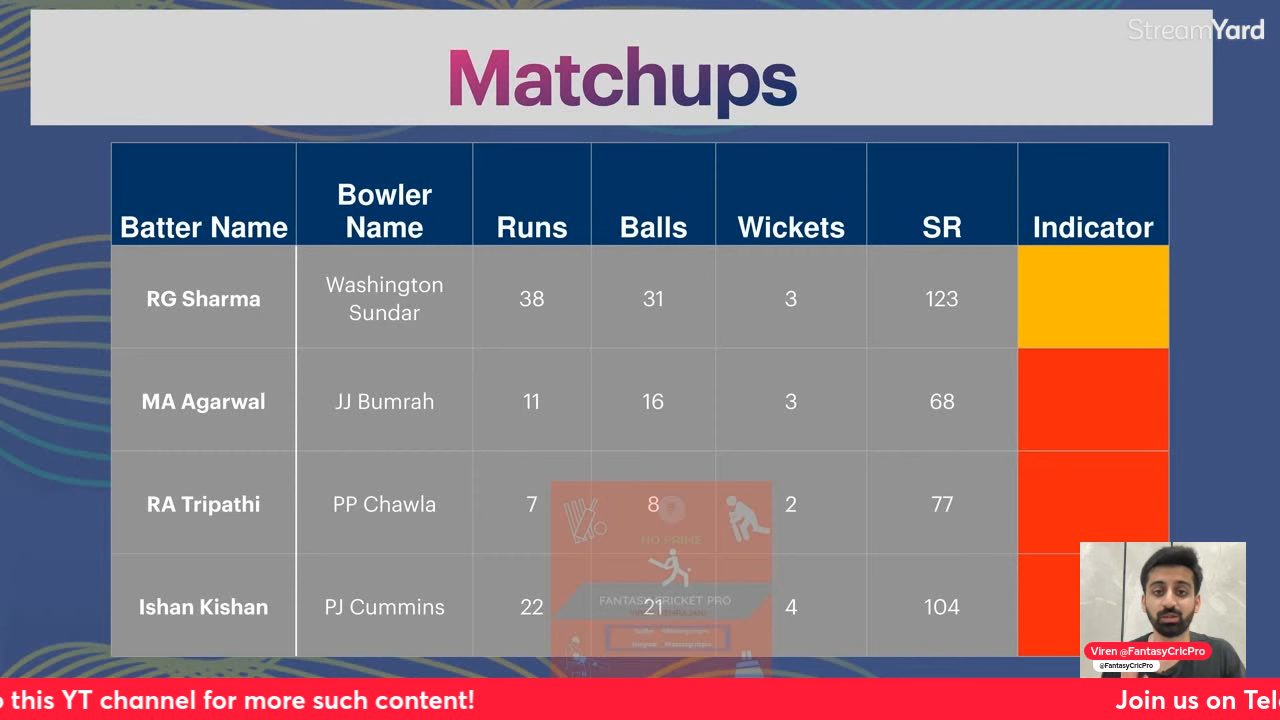 StreamYard
Matchups
Batter Name Bowler Name Runs Balls Wickets SR Indicator
RG Sharma Washington Sundar 38 31 3 123
MA Agarwal JJ Bumrah 11 16 3 68
RA Tripathi PP Chawla 7 8 2 77
NO PRIME
Ishan Kishan PJ Cummins 22 21 4 104
FANTASY CRICKET PRO
Viren @FantasyCricPro
@FantasyCricPro
this YT channel for more such content! Join us on